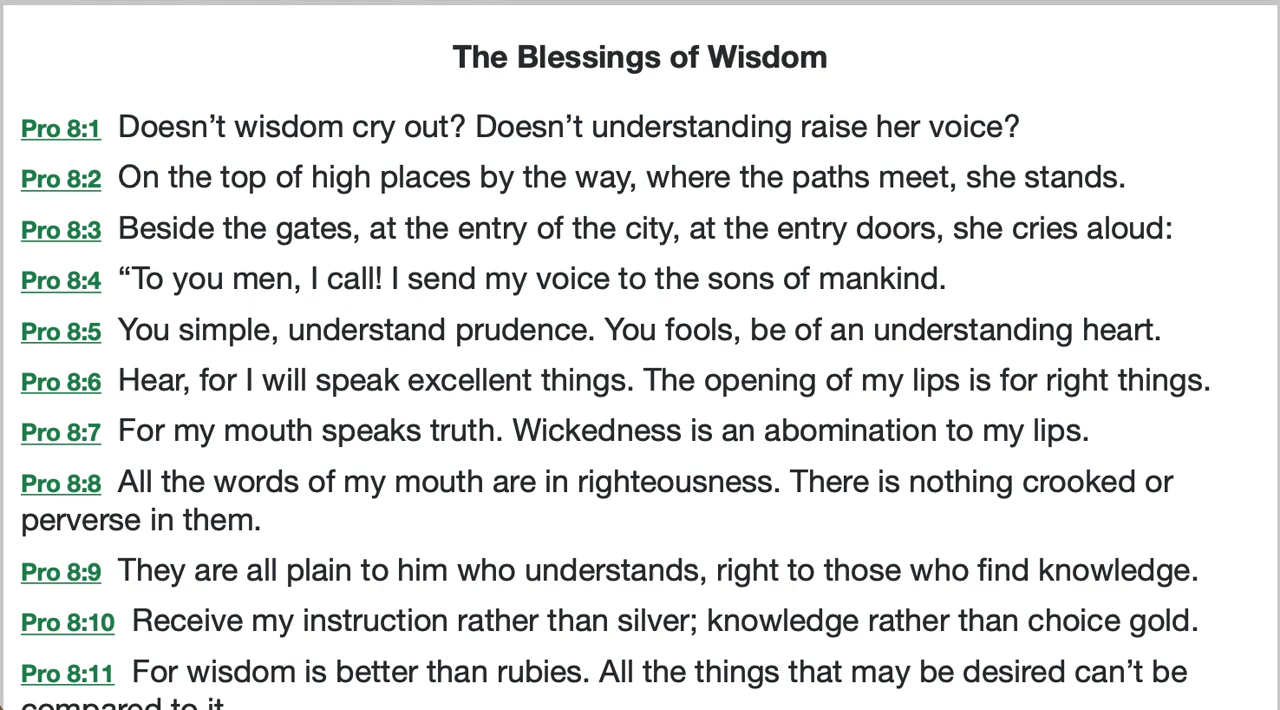 The Blessings of Wisdom
Pro 8:1 Doesn’t wisdom cry out? Doesn’t understanding raise her voice?
Pro 8:2 On the top of high places by the way, where the paths meet, she stands.
Pro 8:3 Beside the gates, at the entry of the city, at the entry doors, she cries aloud:
Pro 8:4 “To you men, I call! I send my voice to the sons of mankind.
Pro 8:5 You simple, understand prudence. You fools, be of an understanding heart.
Pro 8:6 Hear, for I will speak excellent things. The opening of my lips is for right things.
Pro 8:7 For my mouth speaks truth. Wickedness is an abomination to my lips.
Pro 8:8 All the words of my mouth are in righteousness. There is nothing crooked or
perverse in them.
Pro 8:9 They are all plain to him who understands, right to those who find knowledge.
Pro 8:10 Receive my instruction rather than silver; knowledge rather than choice gold.
Pro 8:11 For wisdom is better than rubies. All the things that may be desired can’t be
compared to it